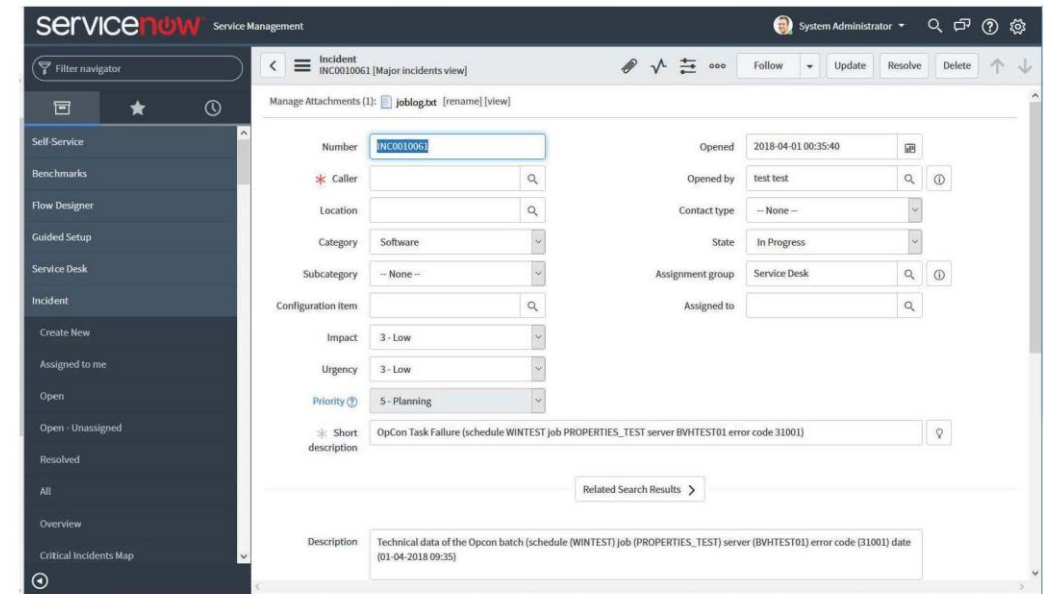 servicenow Service Management
System Administrator
Filter navigator
Self-Service
Benchmarks
Flow Designer
Guided Setup
Service Desk
Incident
Create New
Assigned to me
Open
Open - Unassigned
Resolved
All
Overview
Critical Incidents Map
Incident
INC0010061 [Major incidents view]
Follow Update Resolve Delete
Manage Attachments (1): joblog.txt [rename] [view]
Number INC0010061 Opened 2018-04-01 00:35:40
Caller Opened by test test
Location Contact type -- None --
Category Software State In Progress
Subcategory -- None -- Assignment group Service Desk
Configuration item Assigned to
Impact 3 - Low
Urgency 3 - Low
Priority 5 - Planning
Short description OpCon Task Failure (schedule WINTEST job PROPERTIES_TEST server BVHTEST01 error code 31001)
Related Search Results
Description Technical data of the Opcon batch (schedule (WINTEST) job (PROPERTIES_TEST) server (BVHTEST01) error code (31001) date
(01-04-2018 09:35)